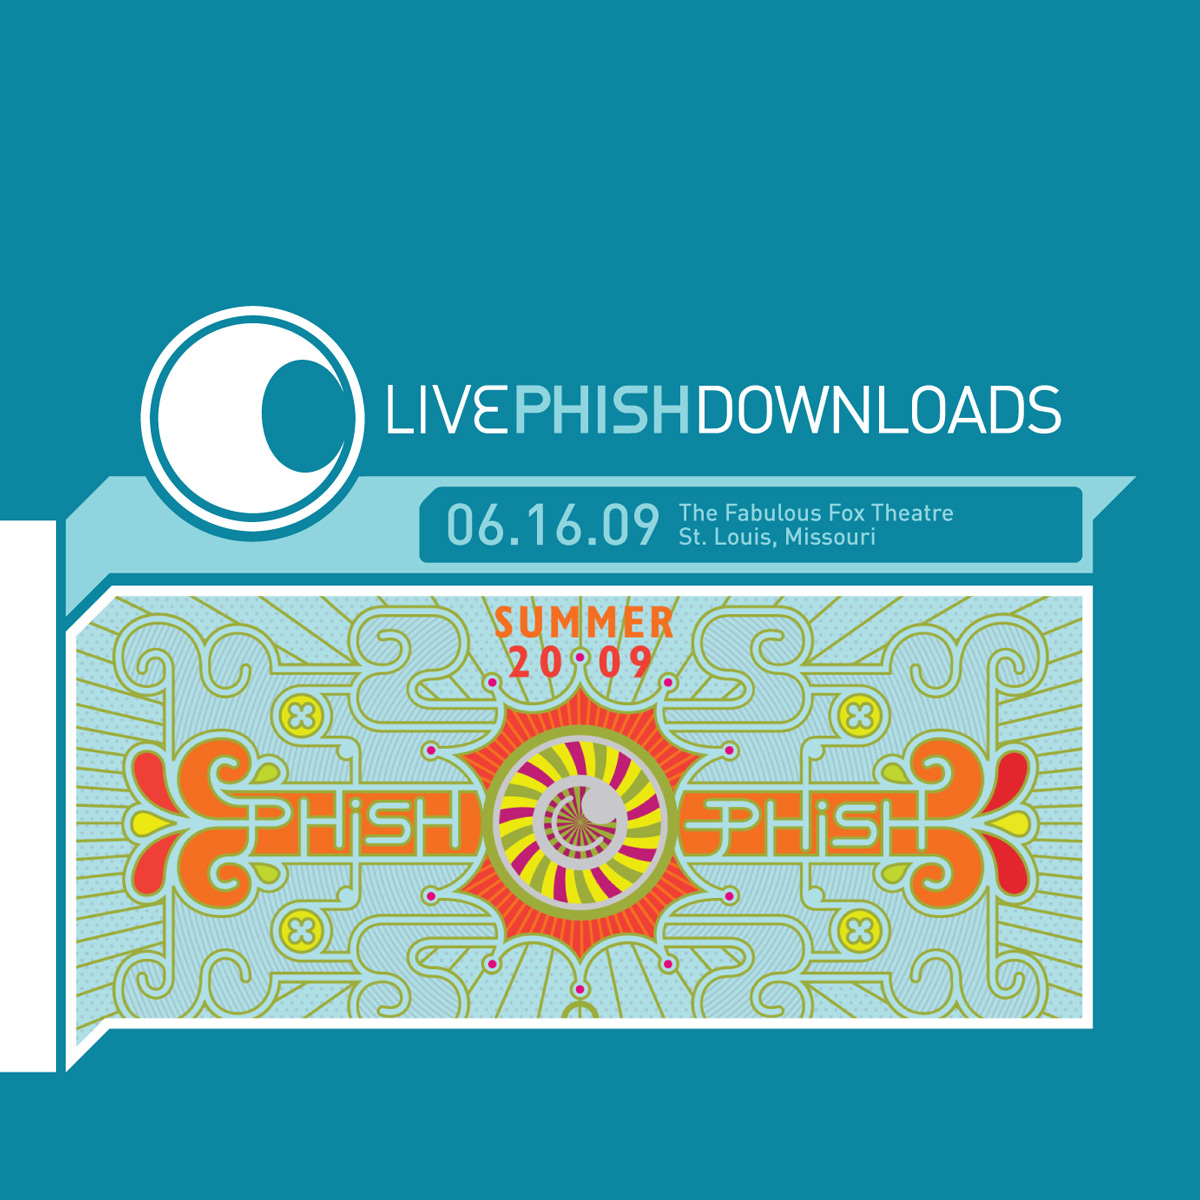 LIVEPHISHDOWNLOADS
06.16.09
The Fabulous Fox Theatre
St. Louis, Missouri
SUMMER
20 09
PHiSH PHiSH